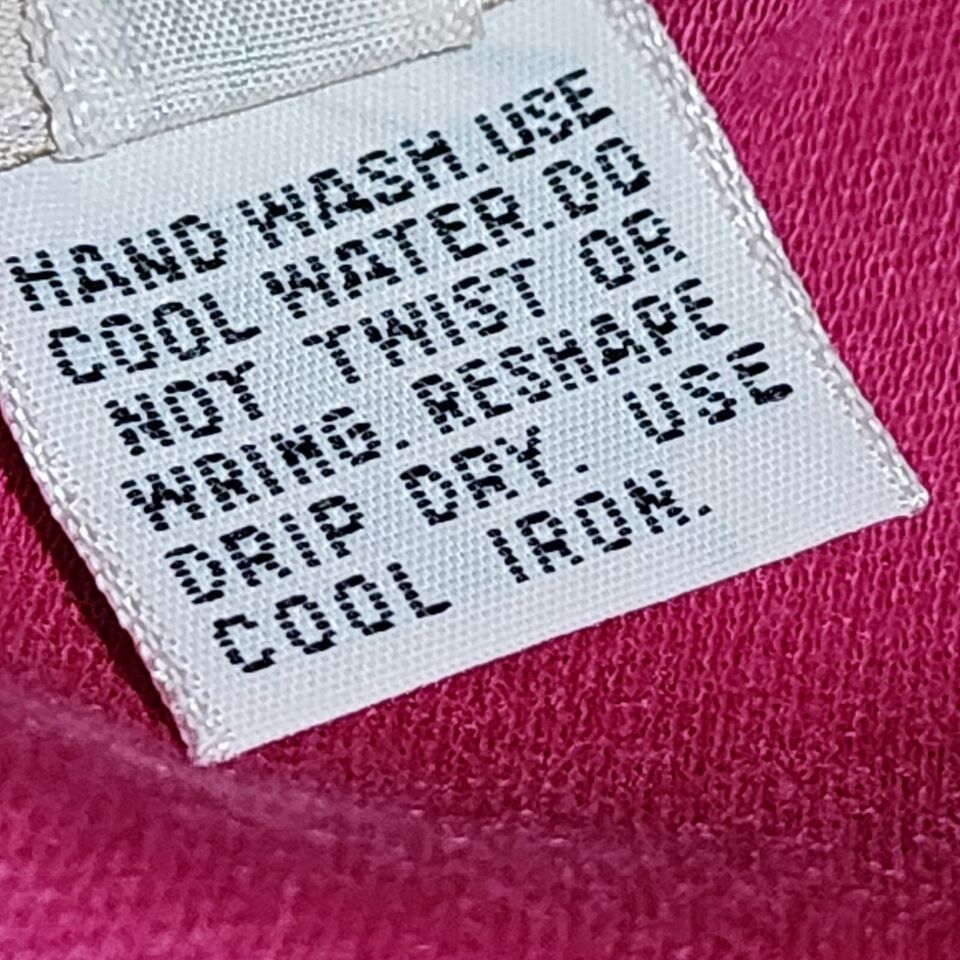 HAND WASH.USE
COOL WATER.DO
NOT TWIST OR
WRING.RESHAPE
DRIP DRY. USE
COOL IRON.